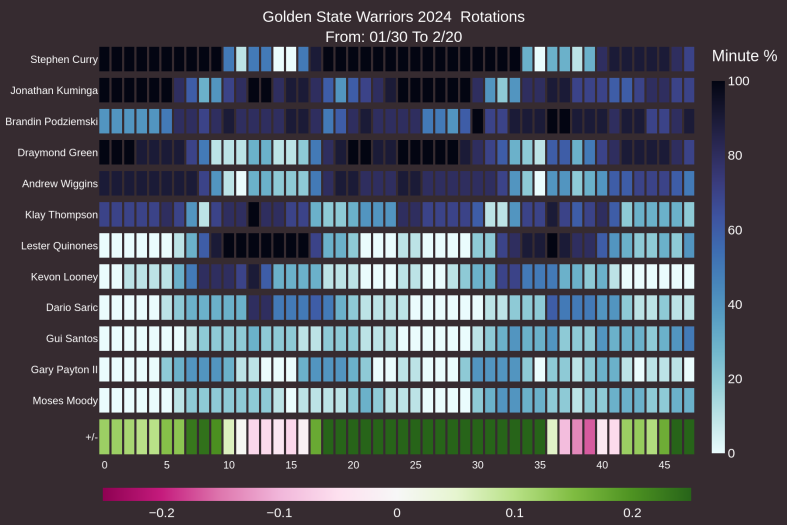 Golden State Warriors 2024  Rotations
From: 01/30 To 2/20
Minute %
Stephen Curry
Jonathan Kuminga
Brandin Podziemski
Draymond Green
Andrew Wiggins
Klay Thompson
Lester Quinones
Kevon Looney
Dario Saric
Gui Santos
Gary Payton II
Moses Moody
+/-
100
80
60
40
20
0
0 5 10 15 20 25 30 35 40 45
−0.2 −0.1 0 0.1 0.2